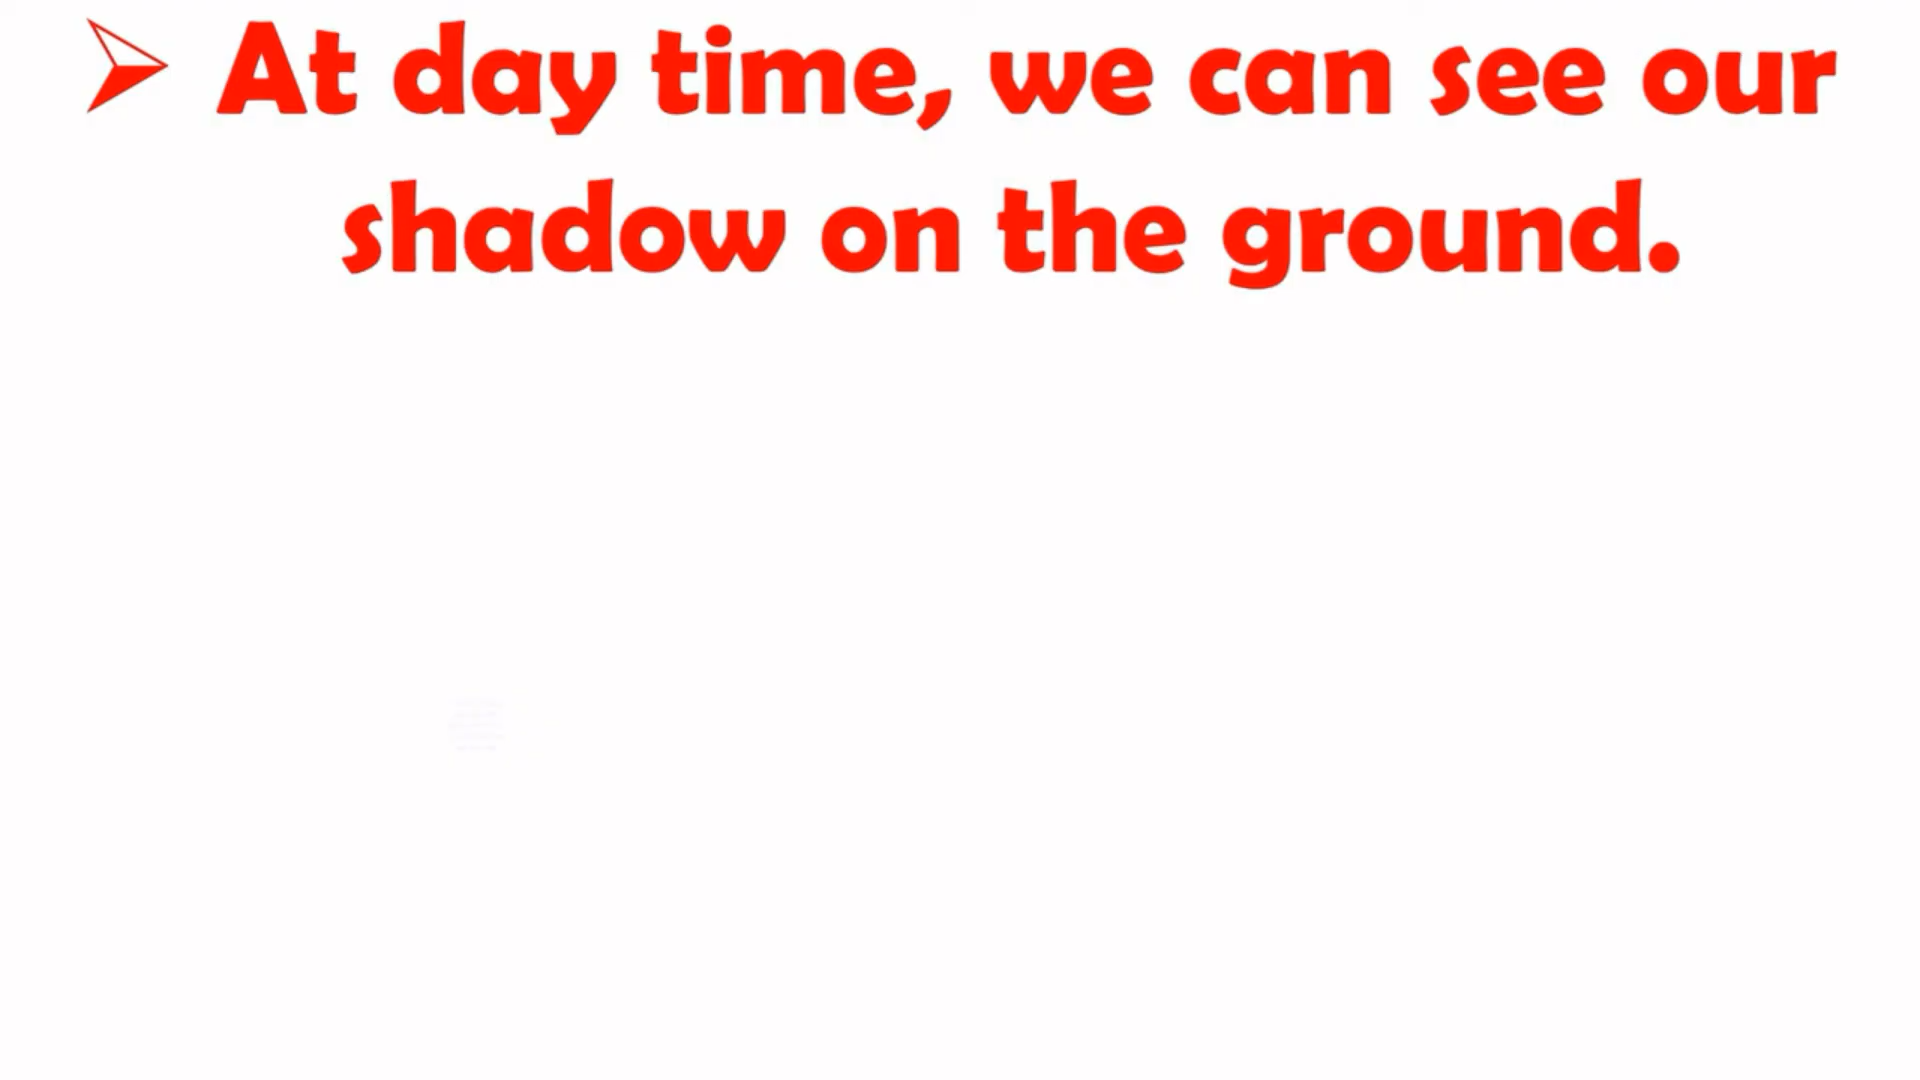 ➢ At day time, we can see our
shadow on the ground.